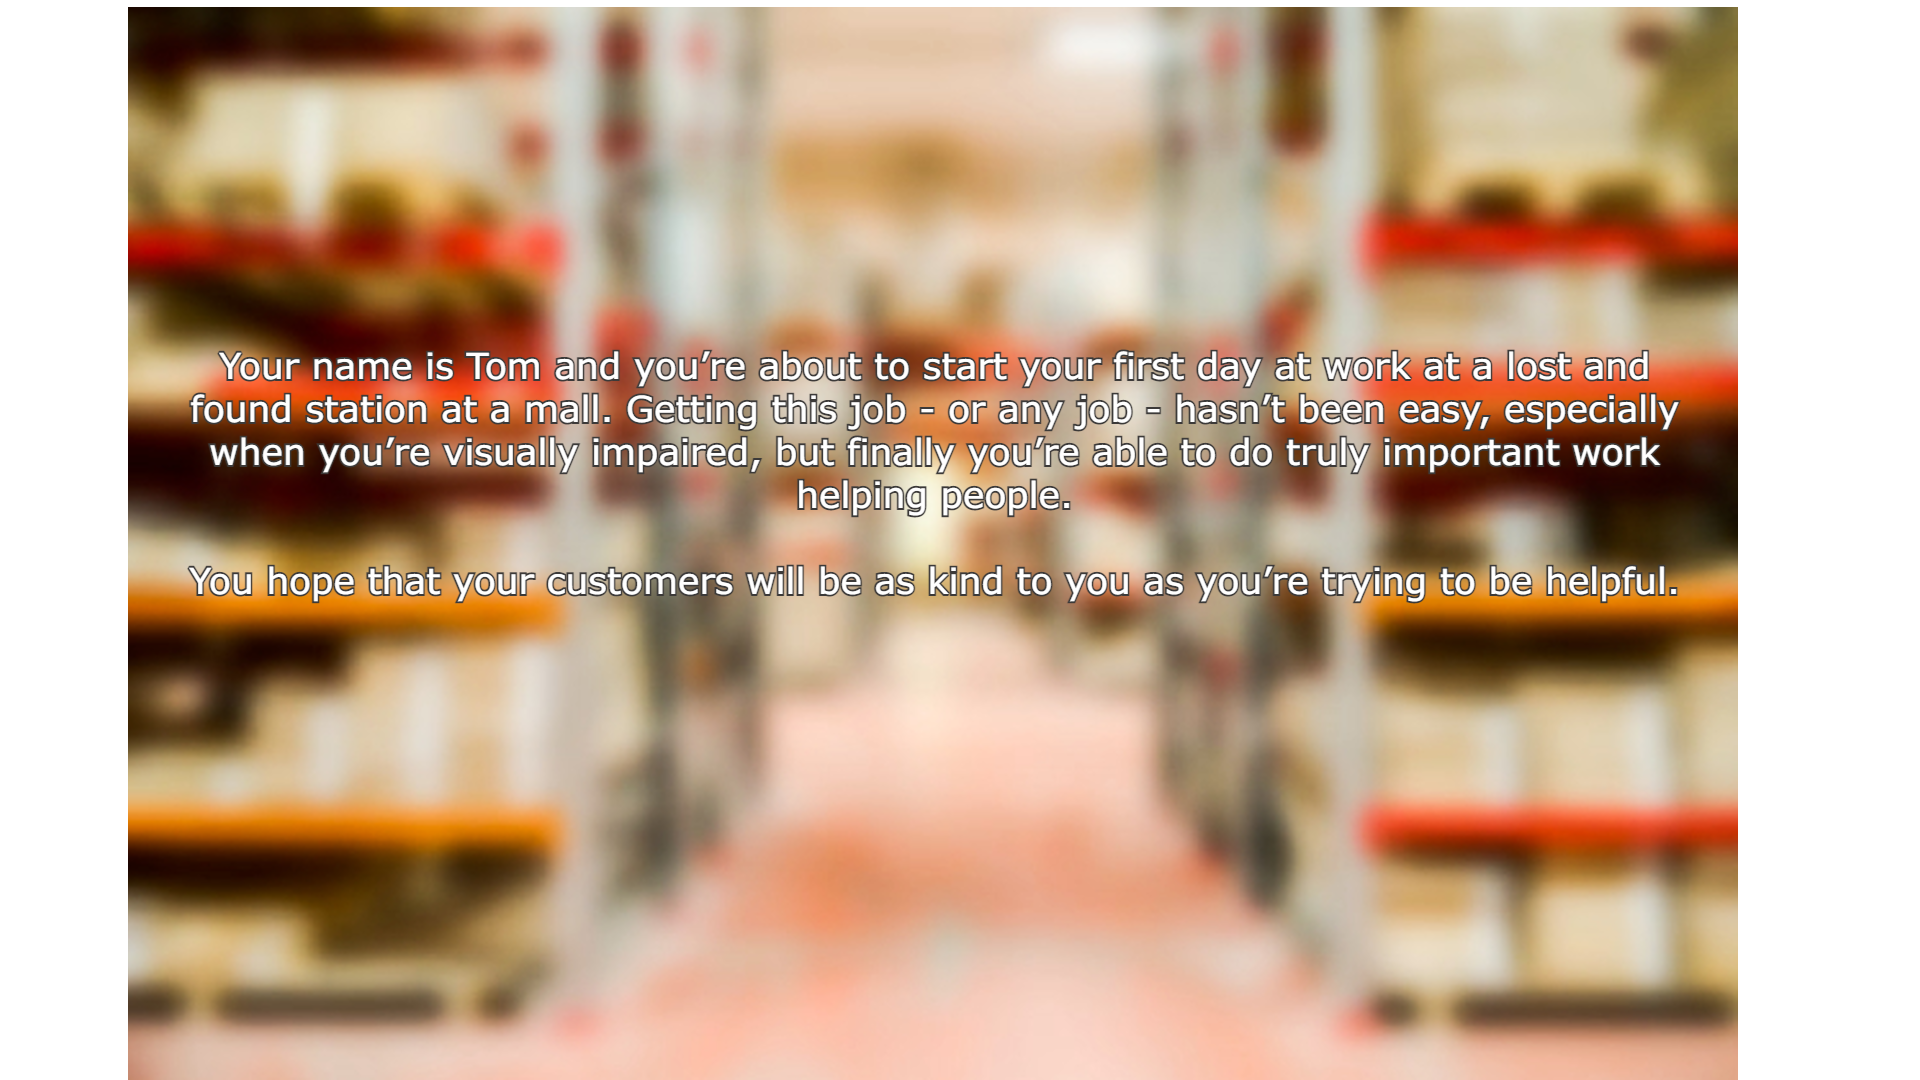 Your name is Tom and you’re about to start your first day at work at a lost and
found station at a mall. Getting this job - or any job - hasn’t been easy, especially
when you’re visually impaired, but finally you’re able to do truly important work
helping people.
You hope that your customers will be as kind to you as you’re trying to be helpful.